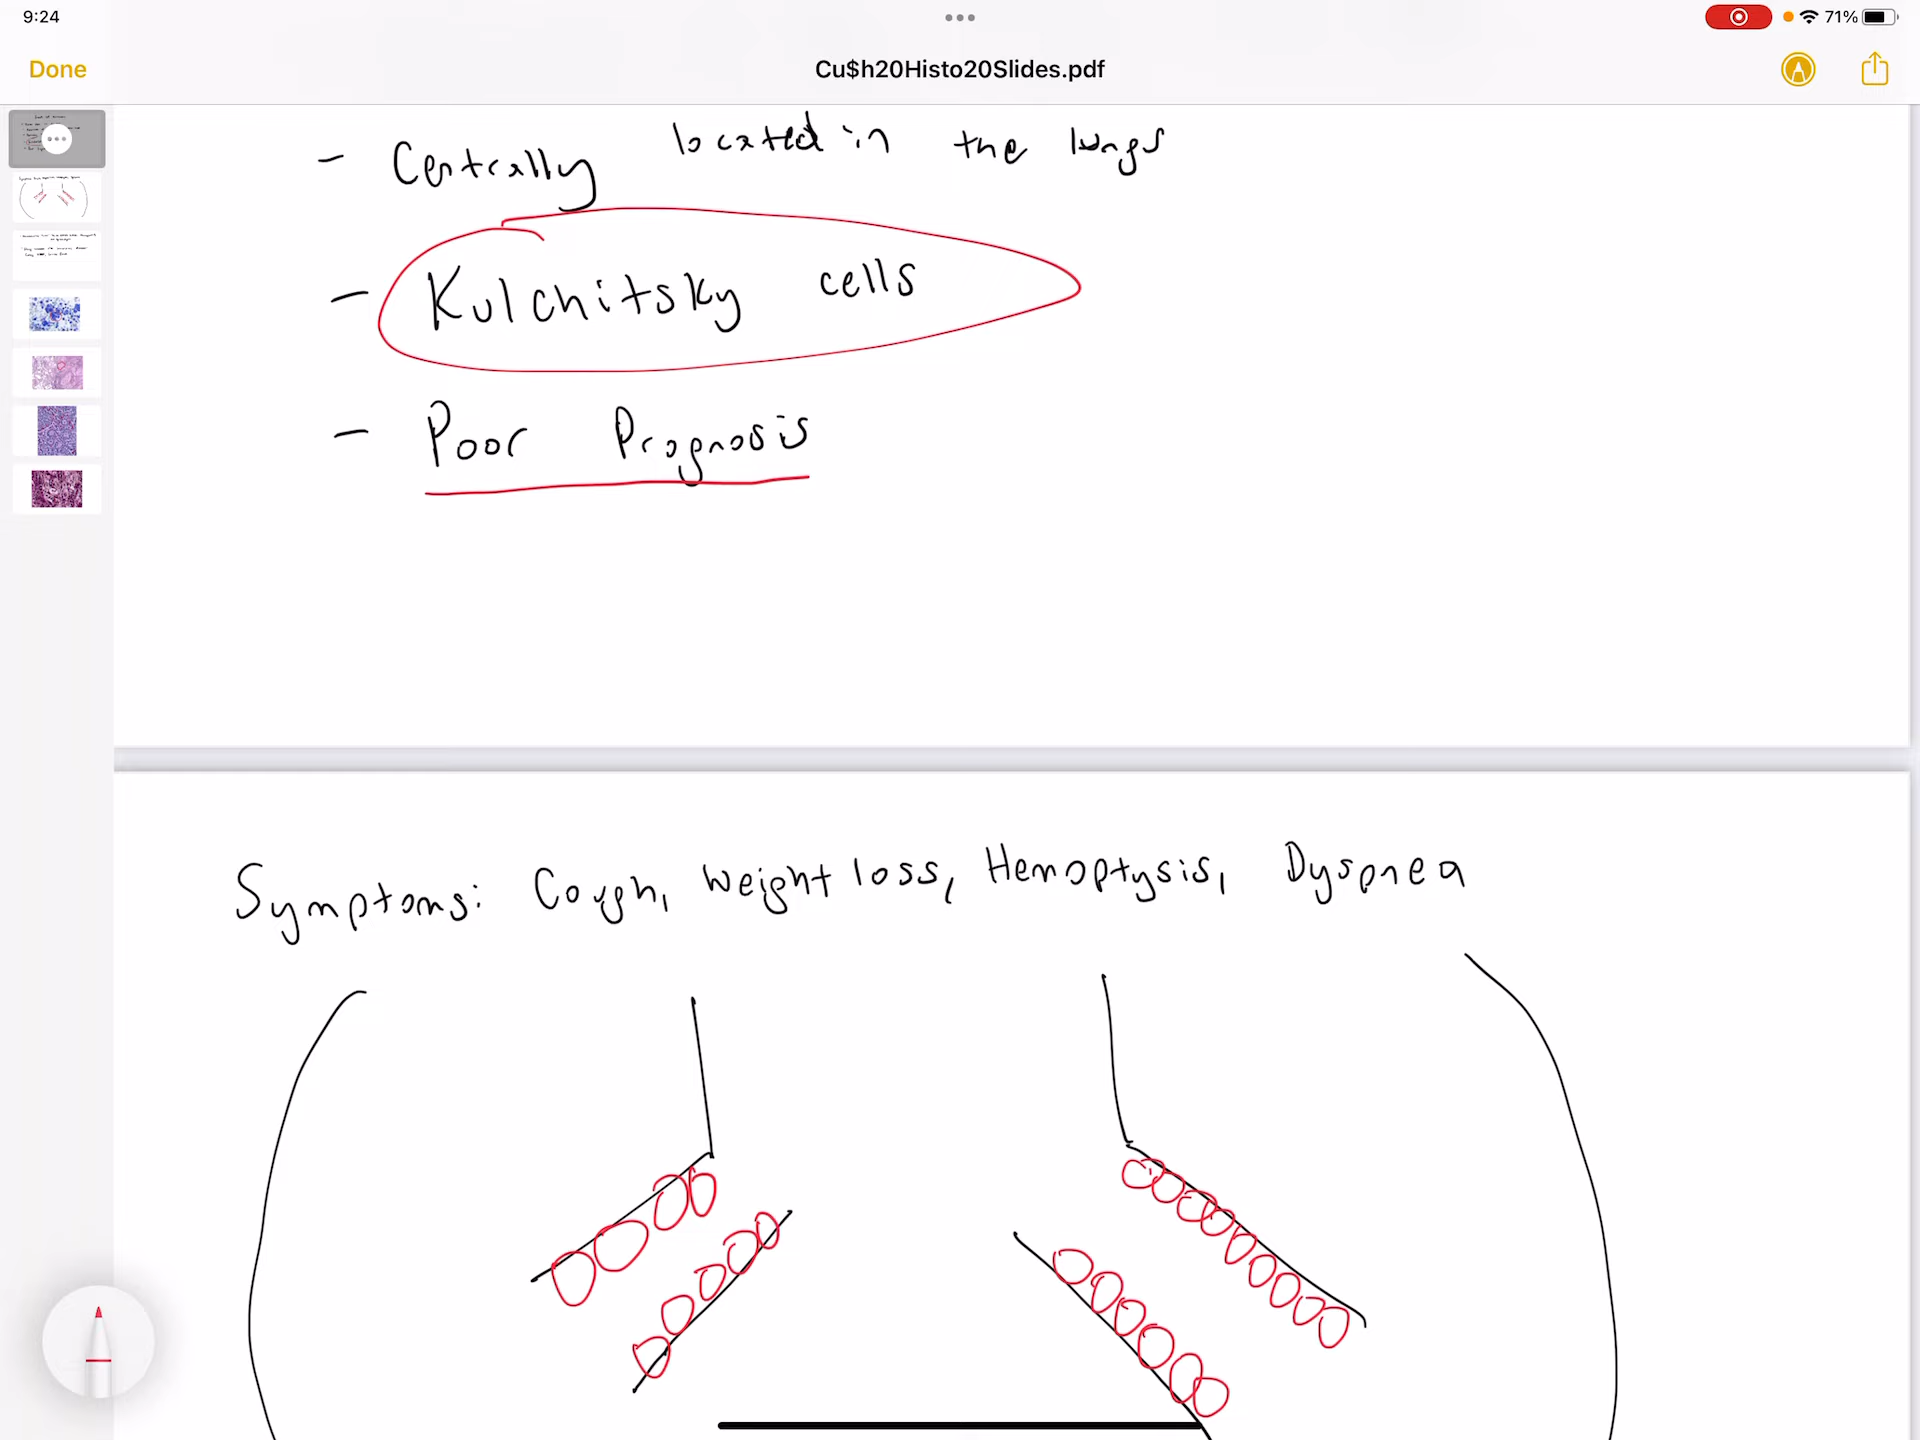 9:24
71%
Done
Cu$h20Histo20Slides.pdf
- Centrally located in the lungs
- Kulchitsky cells
- Poor Prognosis
Symptoms: Cough, Weight loss, Hemoptysis, Dyspnea